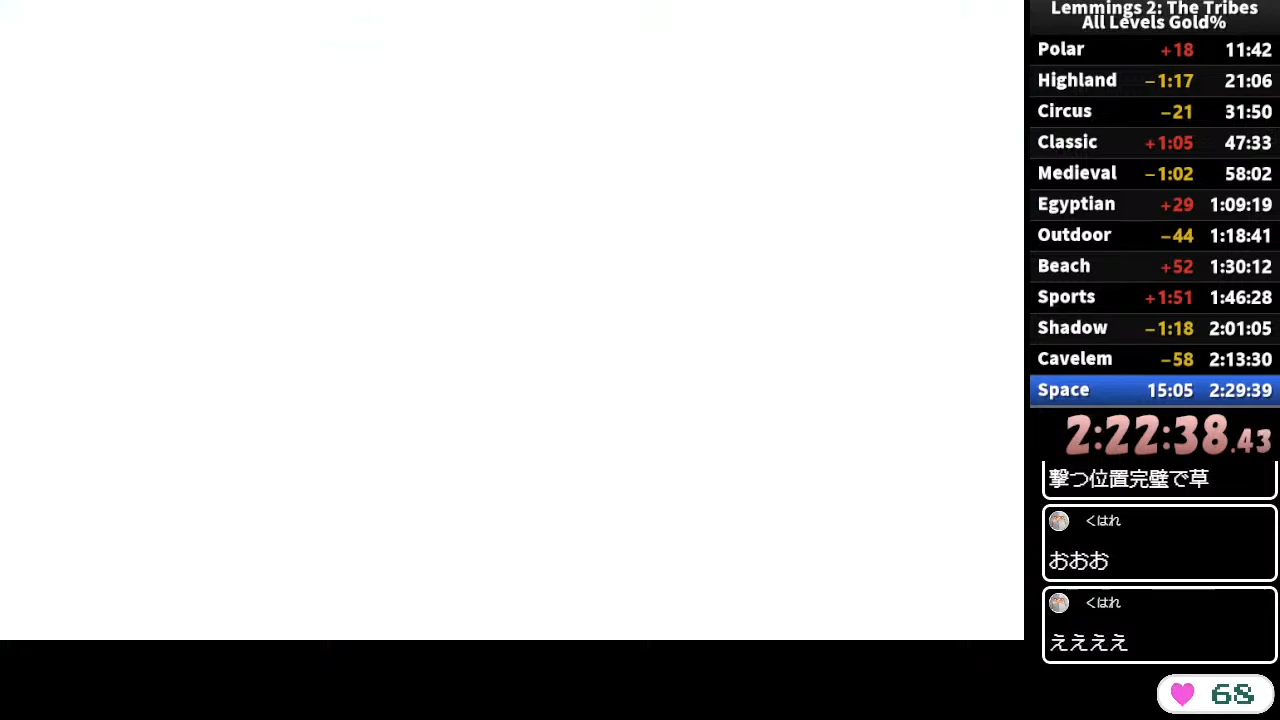 Lemmings 2: The Tribes
All Levels Gold%
Polar +18 11:42
Highland −1:17 21:06
Circus −21 31:50
Classic +1:05 47:33
Medieval −1:02 58:02
Egyptian +29 1:09:19
Outdoor −44 1:18:41
Beach +52 1:30:12
Sports +1:51 1:46:28
Shadow −1:18 2:01:05
Cavelem −58 2:13:30
Space 15:05 2:29:39
2:22:38.43
撃つ位置完璧で草
くはれ
おおお
くはれ
ええええ
68